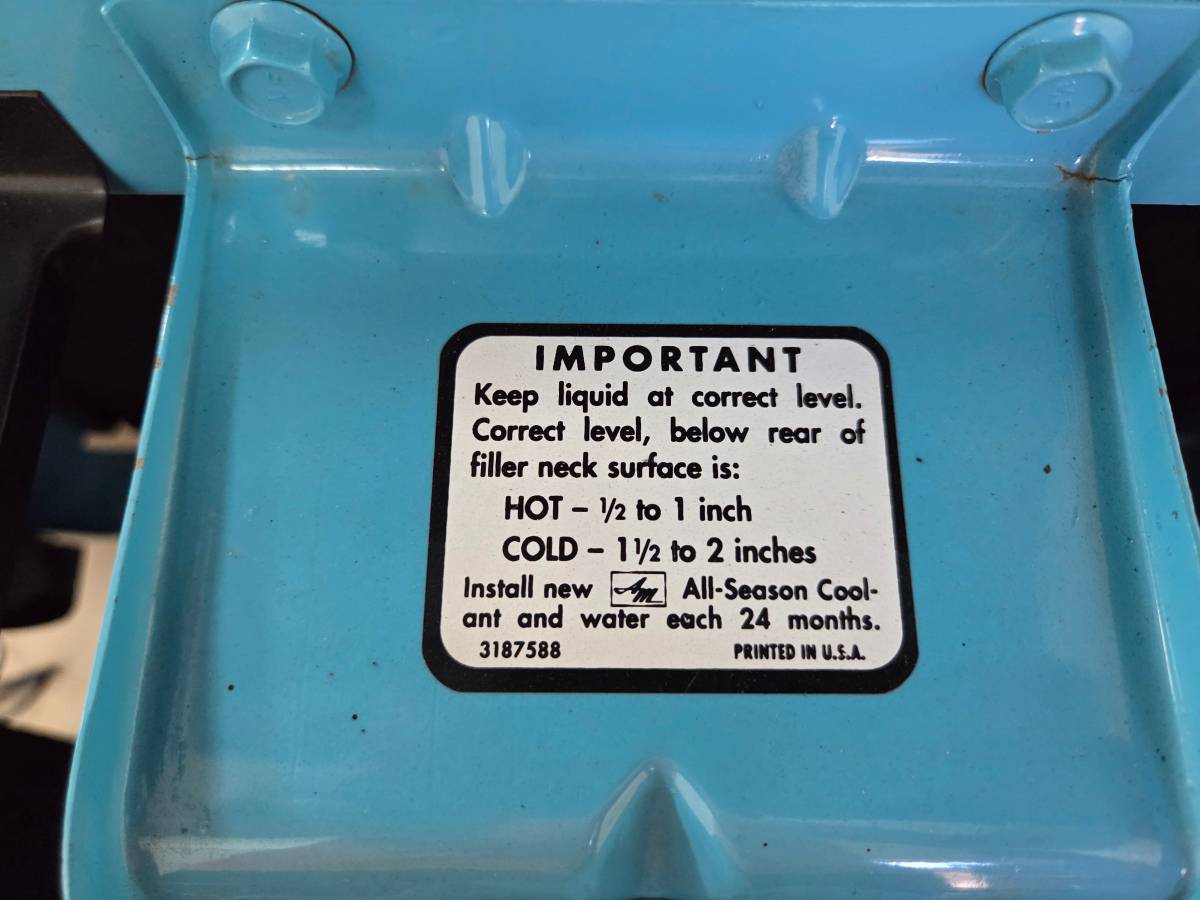 IMPORTANT
Keep liquid at correct level.
Correct level, below rear of
filler neck surface is:
HOT – 1/2 to 1 inch
COLD – 1 1/2 to 2 inches
Install new AM All-Season Cool-
ant and water each 24 months.
3187588 PRINTED IN U.S.A.